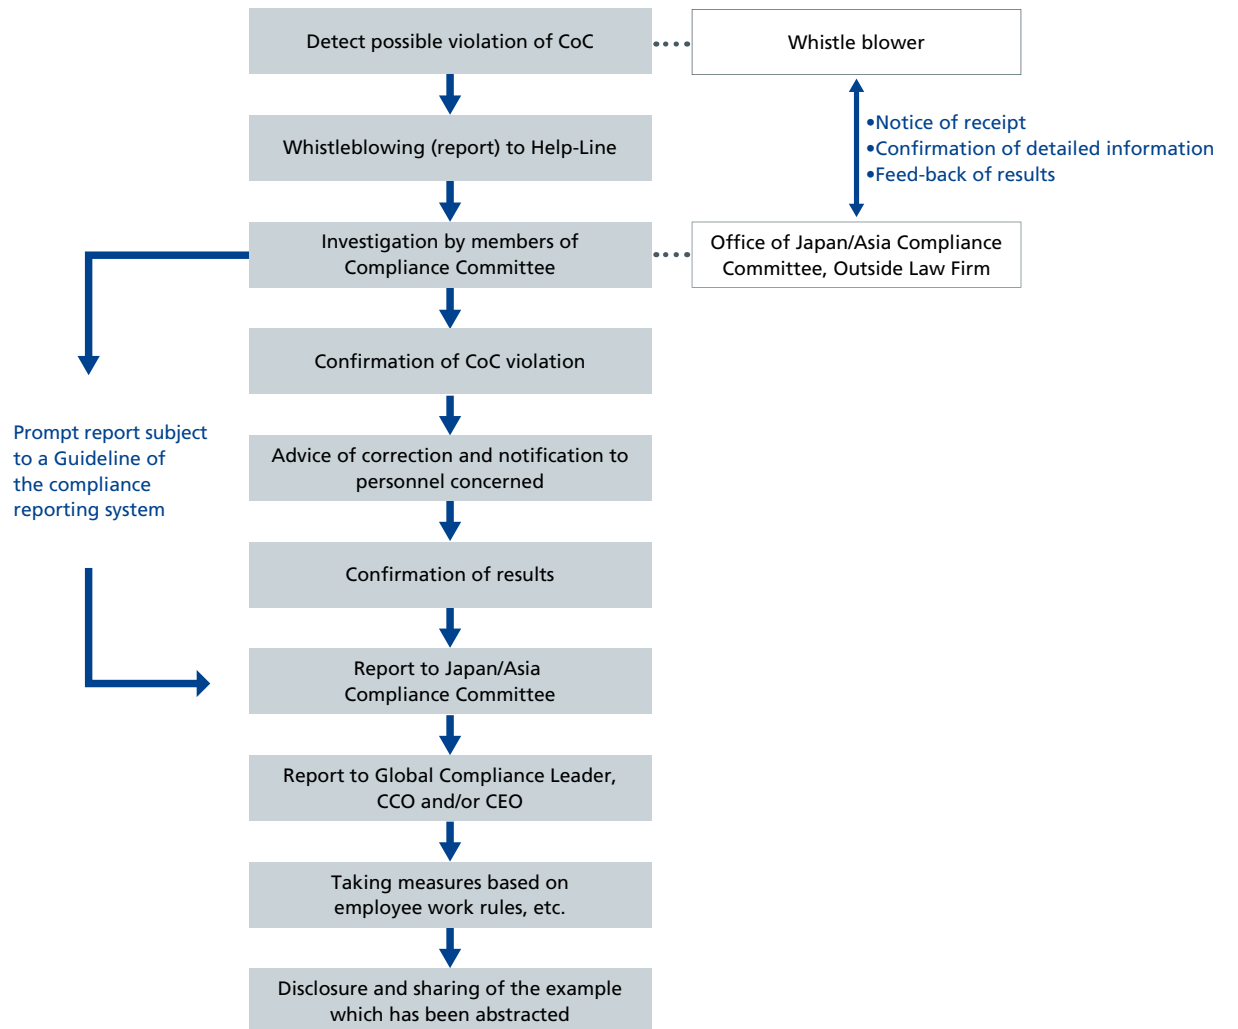 Detect possible violation of CoC
Whistle blower
•Notice of receipt
•Confirmation of detailed information
•Feed-back of results
Whistleblowing (report) to Help-Line
Investigation by members of
Compliance Committee
Office of Japan/Asia Compliance
Committee, Outside Law Firm
Confirmation of CoC violation
Prompt report subject
to a Guideline of
the compliance
reporting system
Advice of correction and notification to
personnel concerned
Confirmation of results
Report to Japan/Asia
Compliance Committee
Report to Global Compliance Leader,
CCO and/or CEO
Taking measures based on
employee work rules, etc.
Disclosure and sharing of the example
which has been abstracted